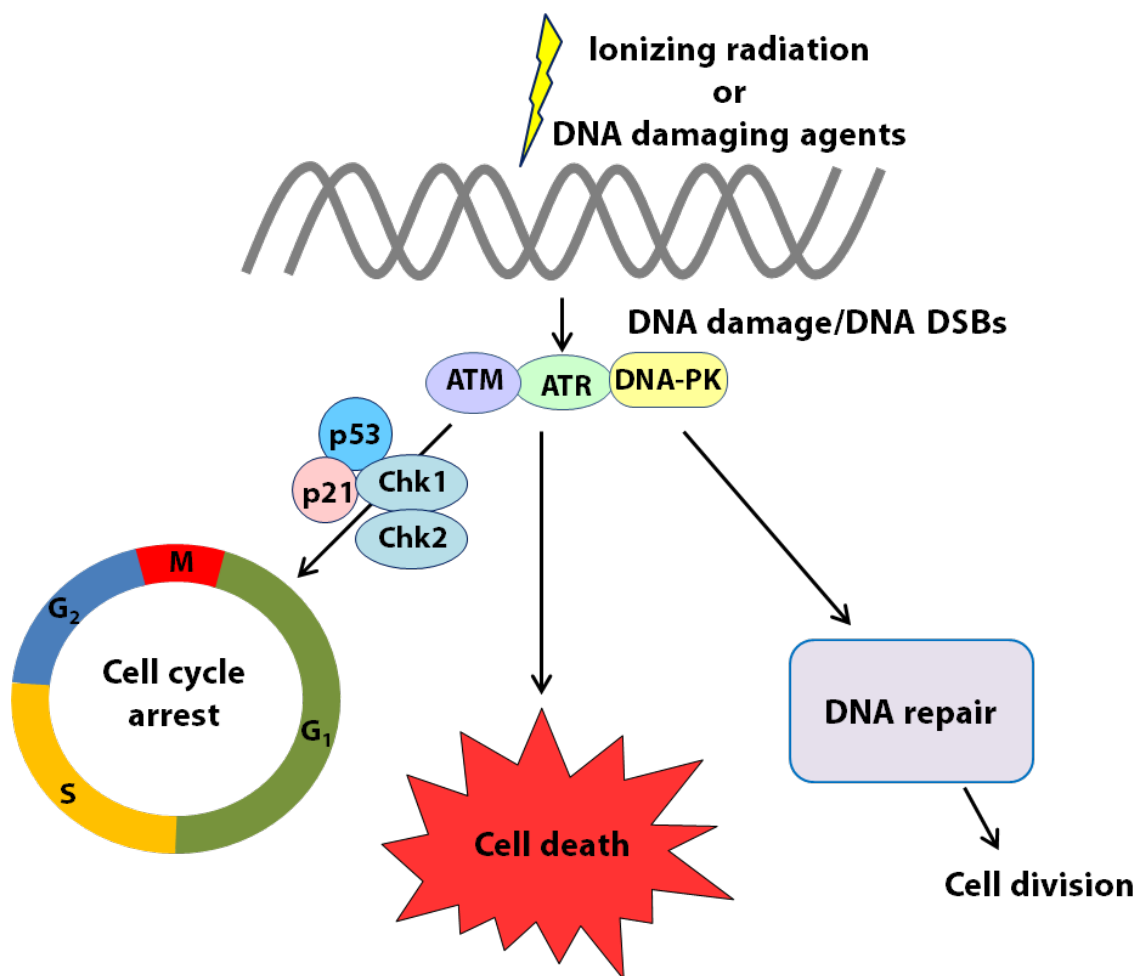 Ionizing radiation
or
DNA damaging agents
DNA damage/DNA DSBs
ATM
ATR
DNA-PK
p53
p21
Chk1
Chk2
M
G₂
G₁
S
Cell cycle
arrest
Cell death
DNA repair
Cell division